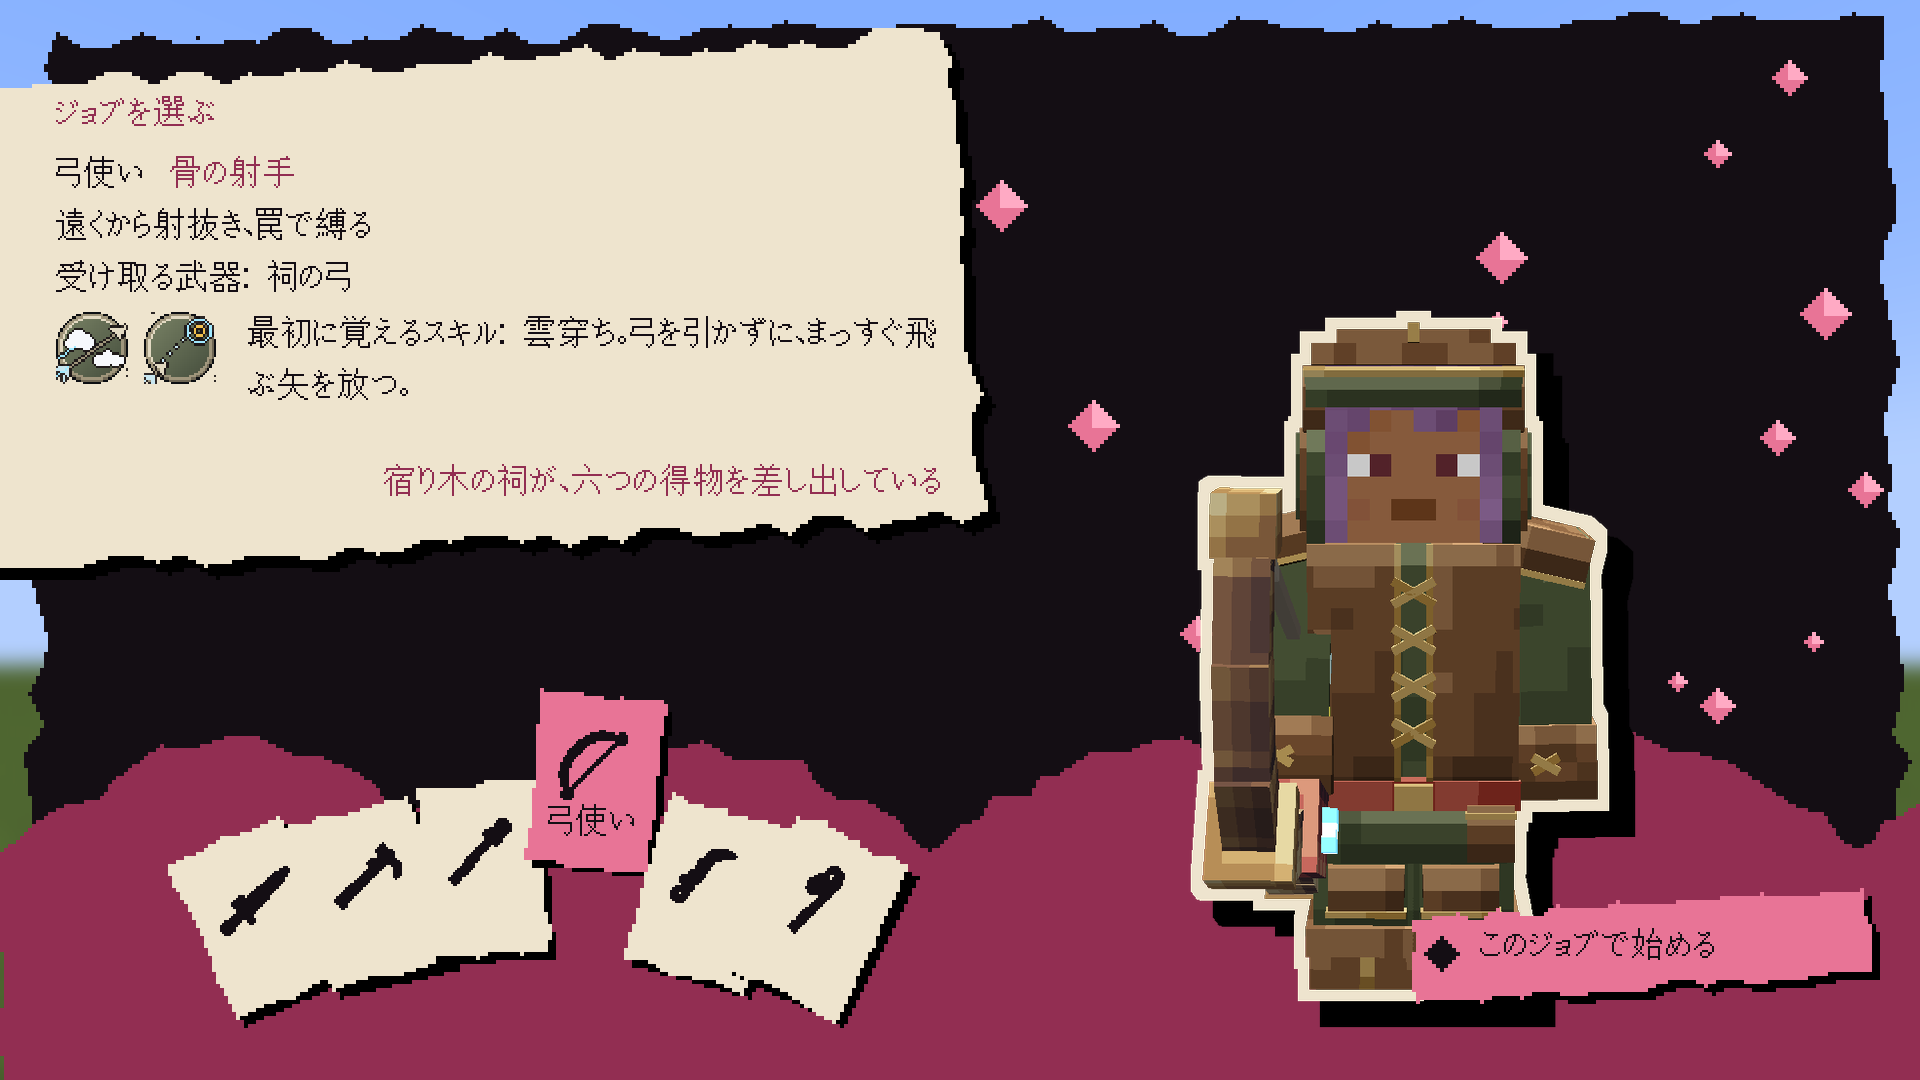 ジョブを選ぶ
弓使い 骨の射手
遠くから射抜き、罠で縛る
受け取る武器: 祠の弓
最初に覚えるスキル: 雲穿ち。弓を引かずに、まっすぐ飛
ぶ矢を放つ。
宿り木の祠が、六つの得物を差し出している
弓使い
このジョブで始める